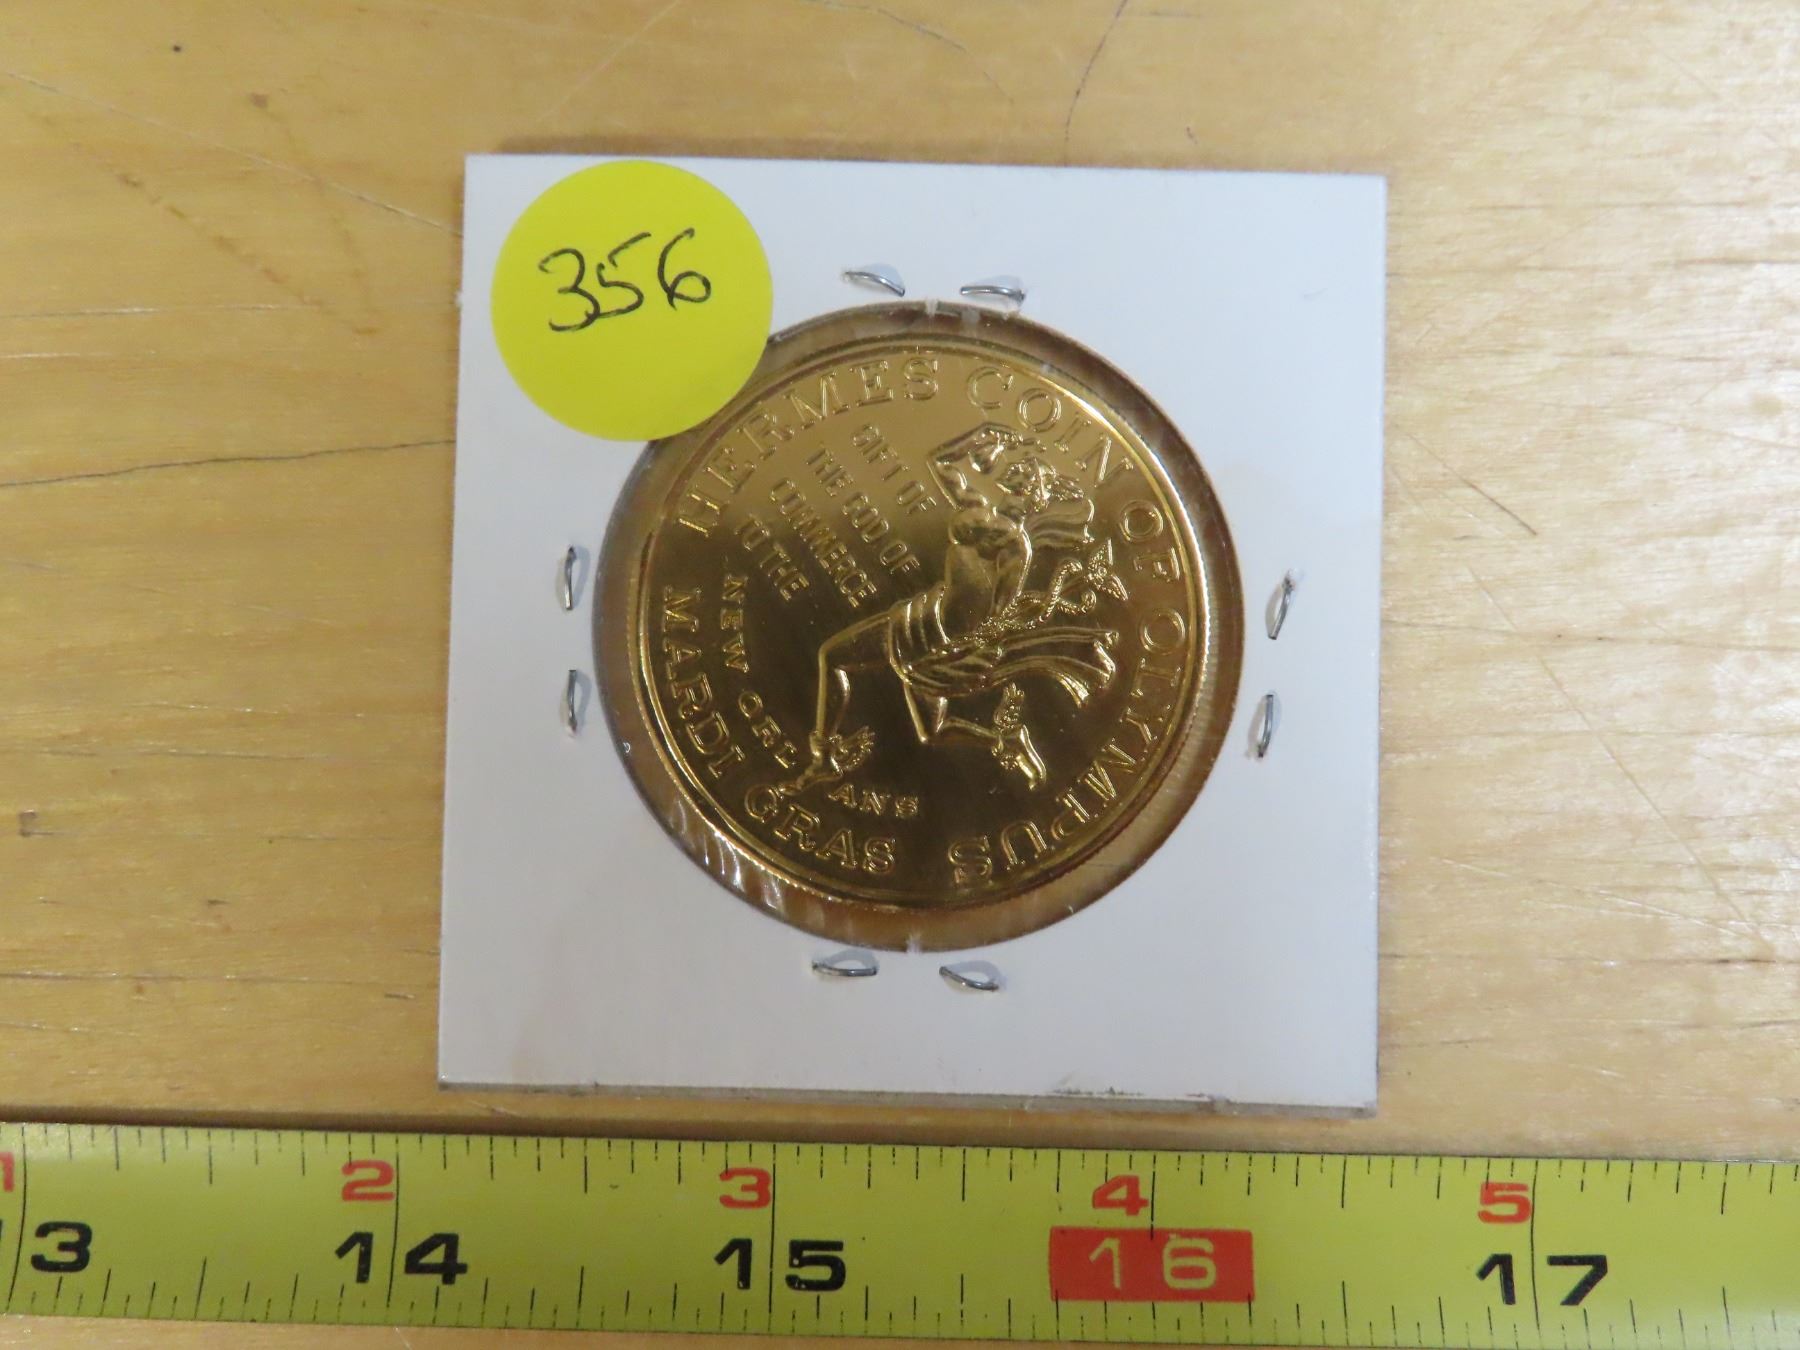 356
HERMES COIN OF OLYMPUS
GIFT OF
THE GOD OF
COMMERCE
TO THE
NEW ORLEANS
MARDI GRAS
1 2 3 4 5
13 14 15 16 17